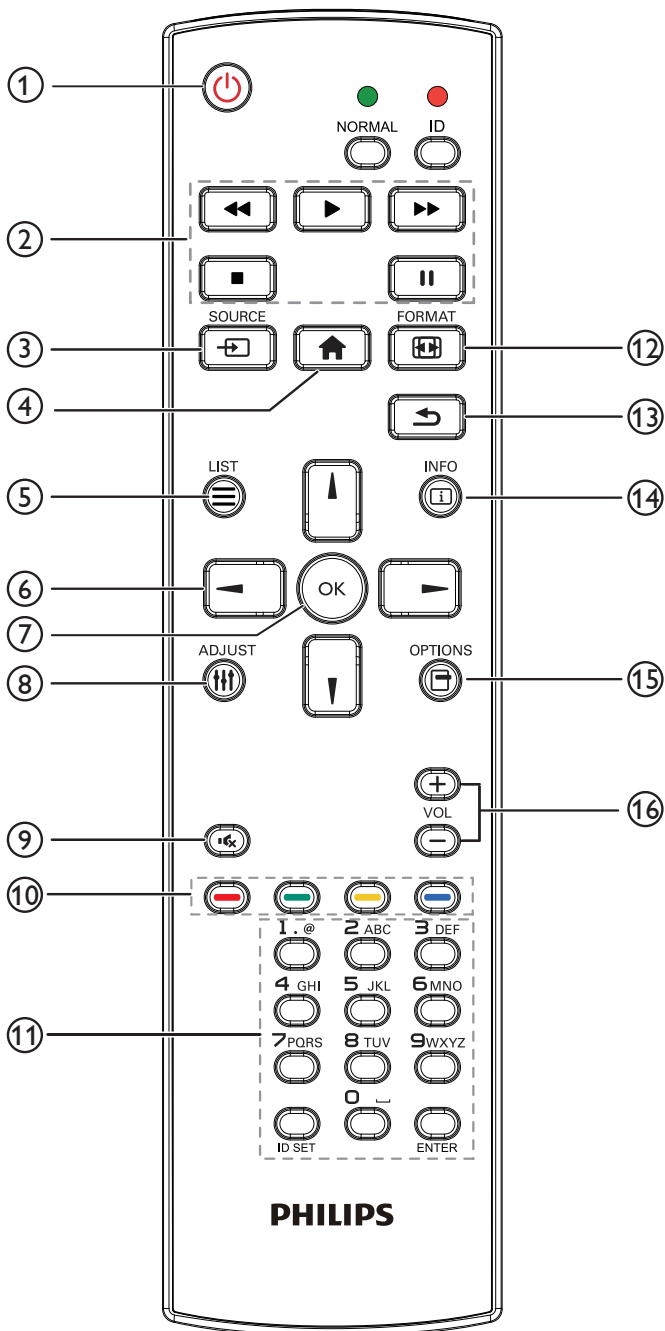 ①
NORMAL ID
②
SOURCE FORMAT
③ ⑫
④
⑬
LIST INFO
⑤ i ⑭
⑥ OK
⑦
ADJUST OPTIONS
⑧ ⑮
+
VOL ⑯
⑨ −
⑩
1 . @ 2 ABC 3 DEF
4 GHI 5 JKL 6 MNO
⑪ 7 PQRS 8 TUV 9 WXYZ
0 ⎵
ID SET ENTER
PHILIPS